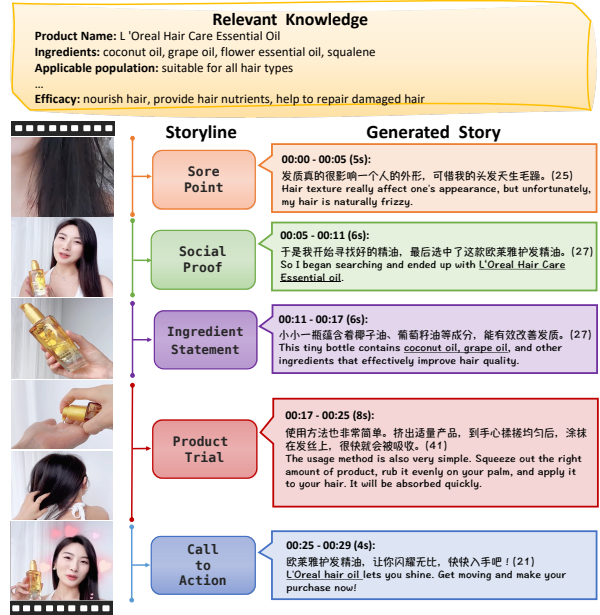 Relevant Knowledge
Product Name: L 'Oreal Hair Care Essential Oil
Ingredients: coconut oil, grape oil, flower essential oil, squalene
Applicable population: suitable for all hair types
...
Efficacy: nourish hair, provide hair nutrients, help to repair damaged hair
Storyline
Generated Story
Sore
Point
00:00 - 00:05 (5s):
发质真的很影响一个人的外形，可惜我的头发天生毛躁。(25)
Hair texture really affect one's appearance, but unfortunately,
my hair is naturally frizzy.
Social
Proof
00:05 - 00:11 (6s):
于是我开始寻找好的精油，最后选中了这款欧莱雅护发精油。(27)
So I began searching and ended up with L'Oreal Hair Care
Essential oil.
Ingredient
Statement
00:11 - 00:17 (6s):
小小一瓶蕴含着椰子油、葡萄籽油等成分，能有效改善发质。(27)
This tiny bottle contains coconut oil, grape oil, and other
ingredients that effectively improve hair quality.
Product
Trial
00:17 - 00:25 (8s):
使用方法也非常简单。挤出适量产品，到手心揉搓均匀后，涂抹
在发丝上，很快就会被吸收。(41)
The usage method is also very simple. Squeeze out the right
amount of product, rub it evenly on your palm, and apply it
to your hair. It will be absorbed quickly.
Call
to
Action
00:25 - 00:29 (4s):
欧莱雅护发精油，让你闪耀无比，快快入手吧！(21)
L'Oreal hair oil lets you shine. Get moving and make your
purchase now!